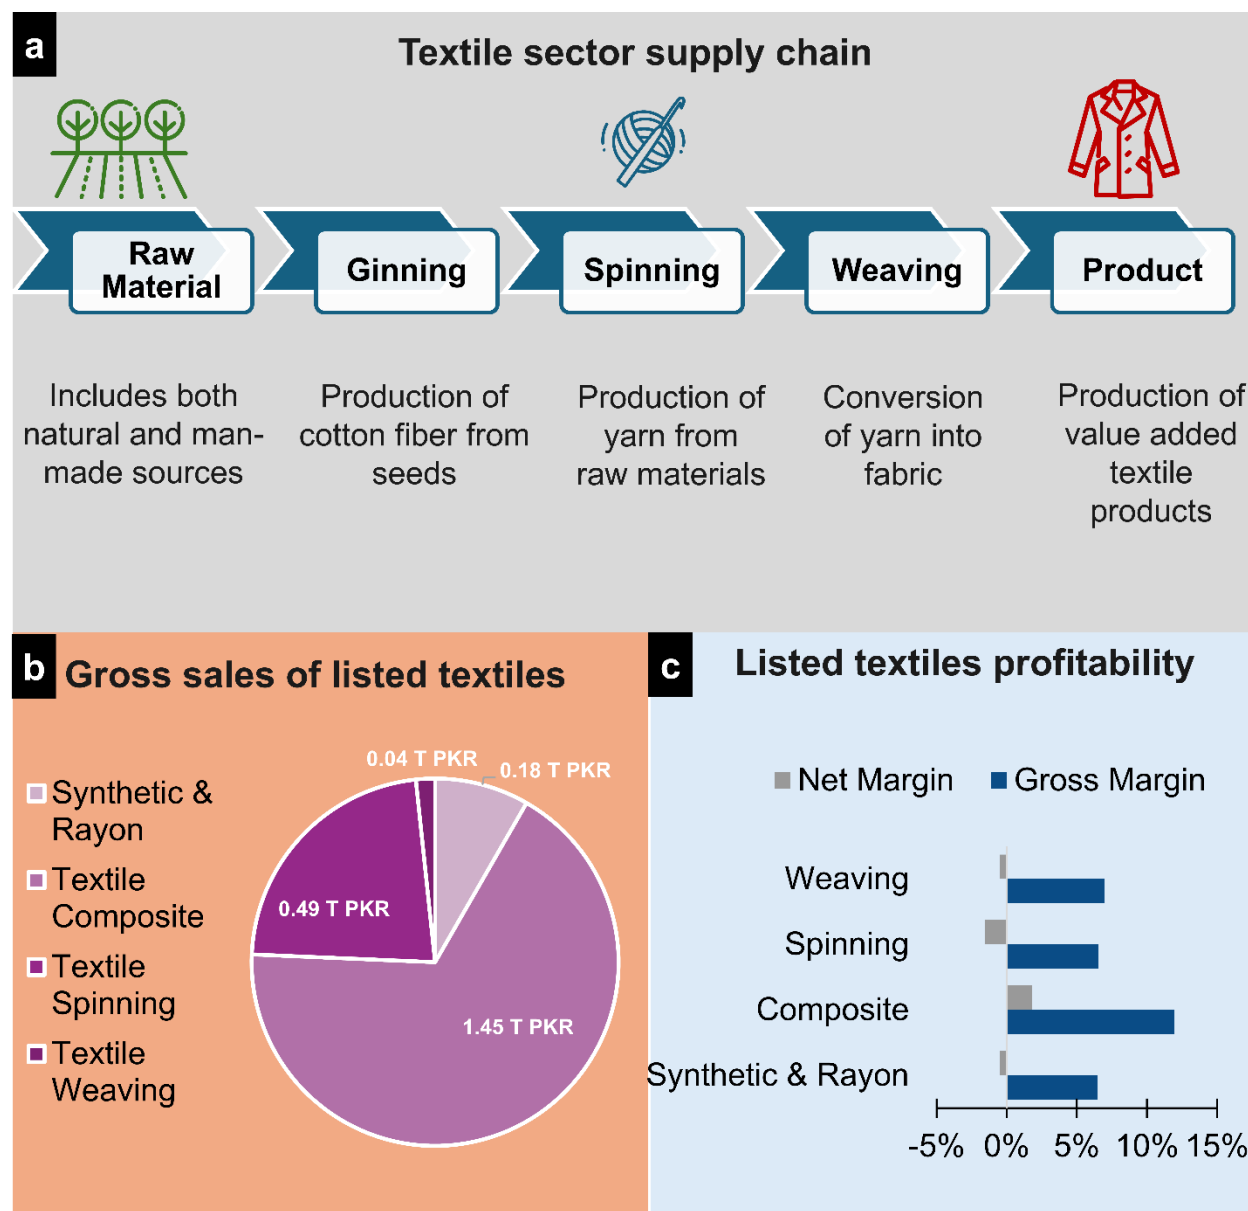 a
Textile sector supply chain
Raw
Material
Ginning
Spinning
Weaving
Product
Includes both
natural and man-
made sources
Production of
cotton fiber from
seeds
Production of
yarn from
raw materials
Conversion
of yarn into
fabric
Production of
value added
textile
products
b
Gross sales of listed textiles
Synthetic &
Rayon
Textile
Composite
Textile
Spinning
Textile
Weaving
0.04 T PKR
0.18 T PKR
0.49 T PKR
1.45 T PKR
c
Listed textiles profitability
Net Margin
Gross Margin
Weaving
Spinning
Composite
Synthetic & Rayon
-5% 0% 5% 10% 15%